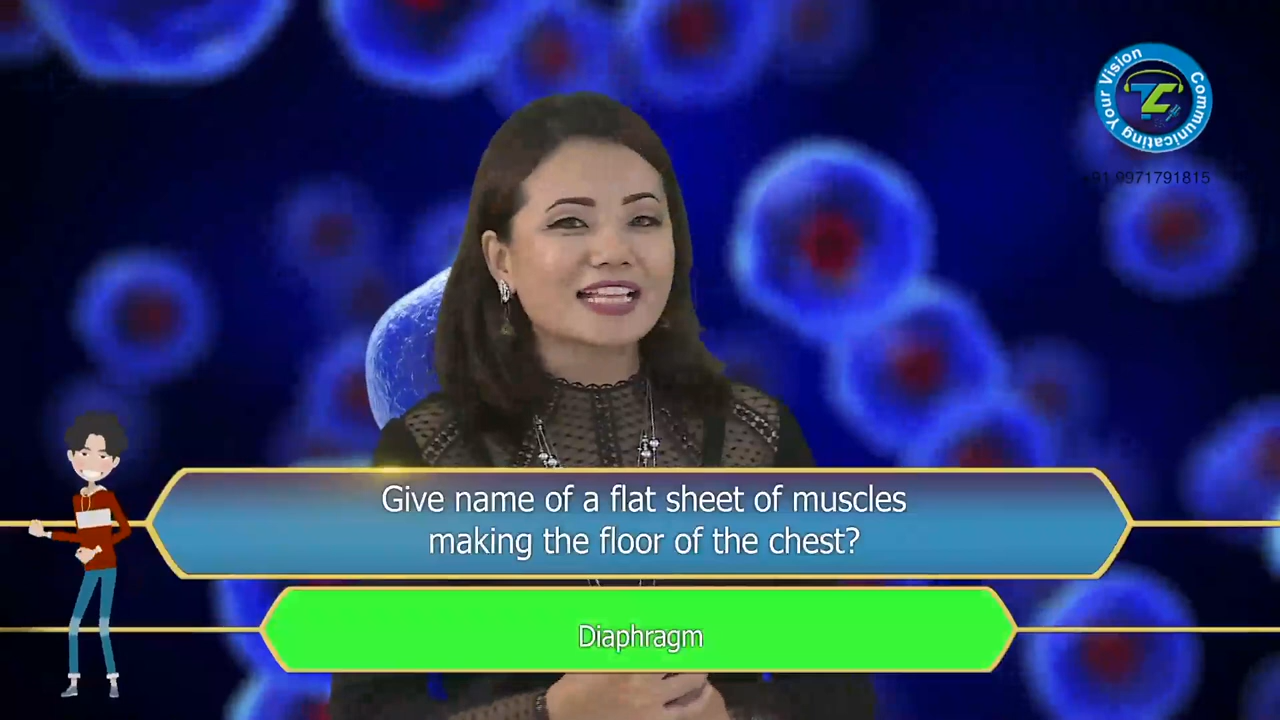 Communicating Your Vision
TC
+91 9971791815
Give name of a flat sheet of muscles
making the floor of the chest?
Diaphragm